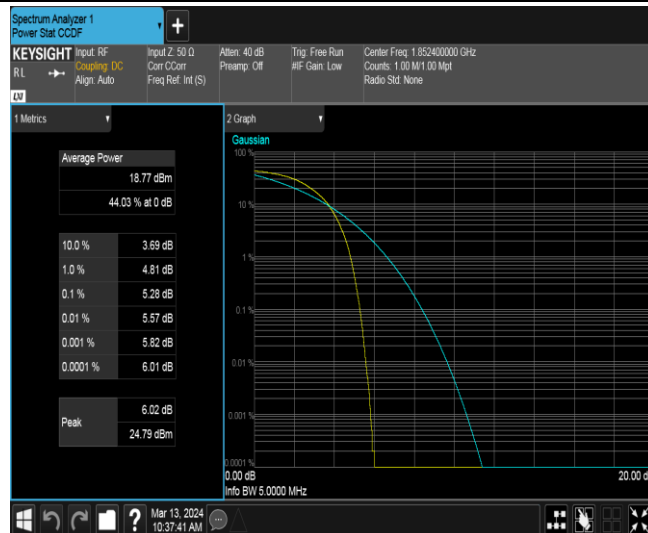 Spectrum Analyzer 1
Power Stat CCDF
KEYSIGHT
RL
LXI
Input: RF
Coupling: DC
Align: Auto
Input Z: 50 Ω
Corr CCorr
Freq Ref: Int (S)
Atten: 40 dB
Preamp: Off
Trig: Free Run
#IF Gain: Low
Center Freq: 1.852400000 GHz
Counts: 1.00 M/1.00 Mpt
Radio Std: None
1 Metrics
Average Power
18.77 dBm
44.03 % at 0 dB
10.0 % 3.69 dB
1.0 % 4.81 dB
0.1 % 5.28 dB
0.01 % 5.57 dB
0.001 % 5.82 dB
0.0001 % 6.01 dB
Peak
6.02 dB
24.79 dBm
2 Graph
Gaussian
100 %
10 %
1 %
0.1 %
0.01 %
0.001 %
0.0001 %
0.00 dB
20.00 d
Info BW 5.0000 MHz
Mar 13, 2024
10:37:41 AM